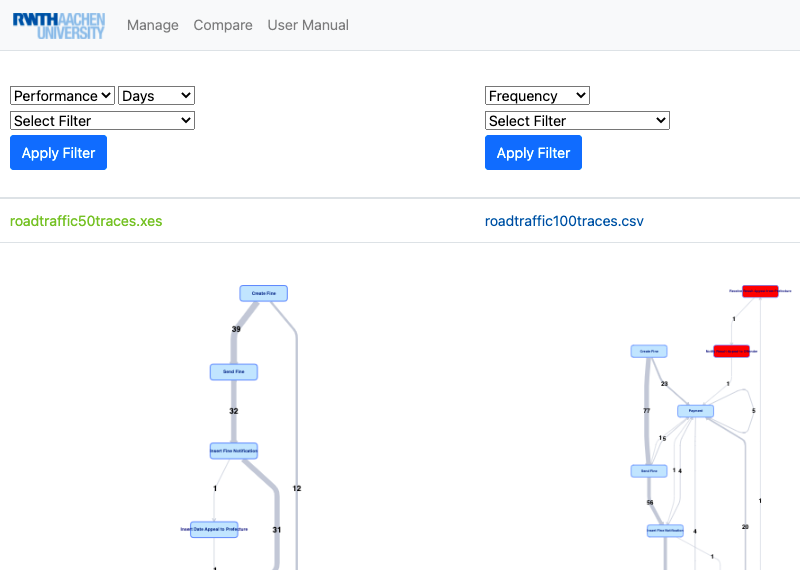 RWTH AACHEN UNIVERSITY
Manage Compare User Manual
Performance Days
Select Filter
Apply Filter
Frequency
Select Filter
Apply Filter
roadtraffic50traces.xes
roadtraffic100traces.csv
Create Fine
39
Send Fine
32
Insert Fine Notification
1
12
31
Insert Date Appeal to Prefecture
1
1
Create Fine
1
23
Payment
77
5
1 5
Send Fine
1 4
56
1
Insert Fine Notification
4
20
1